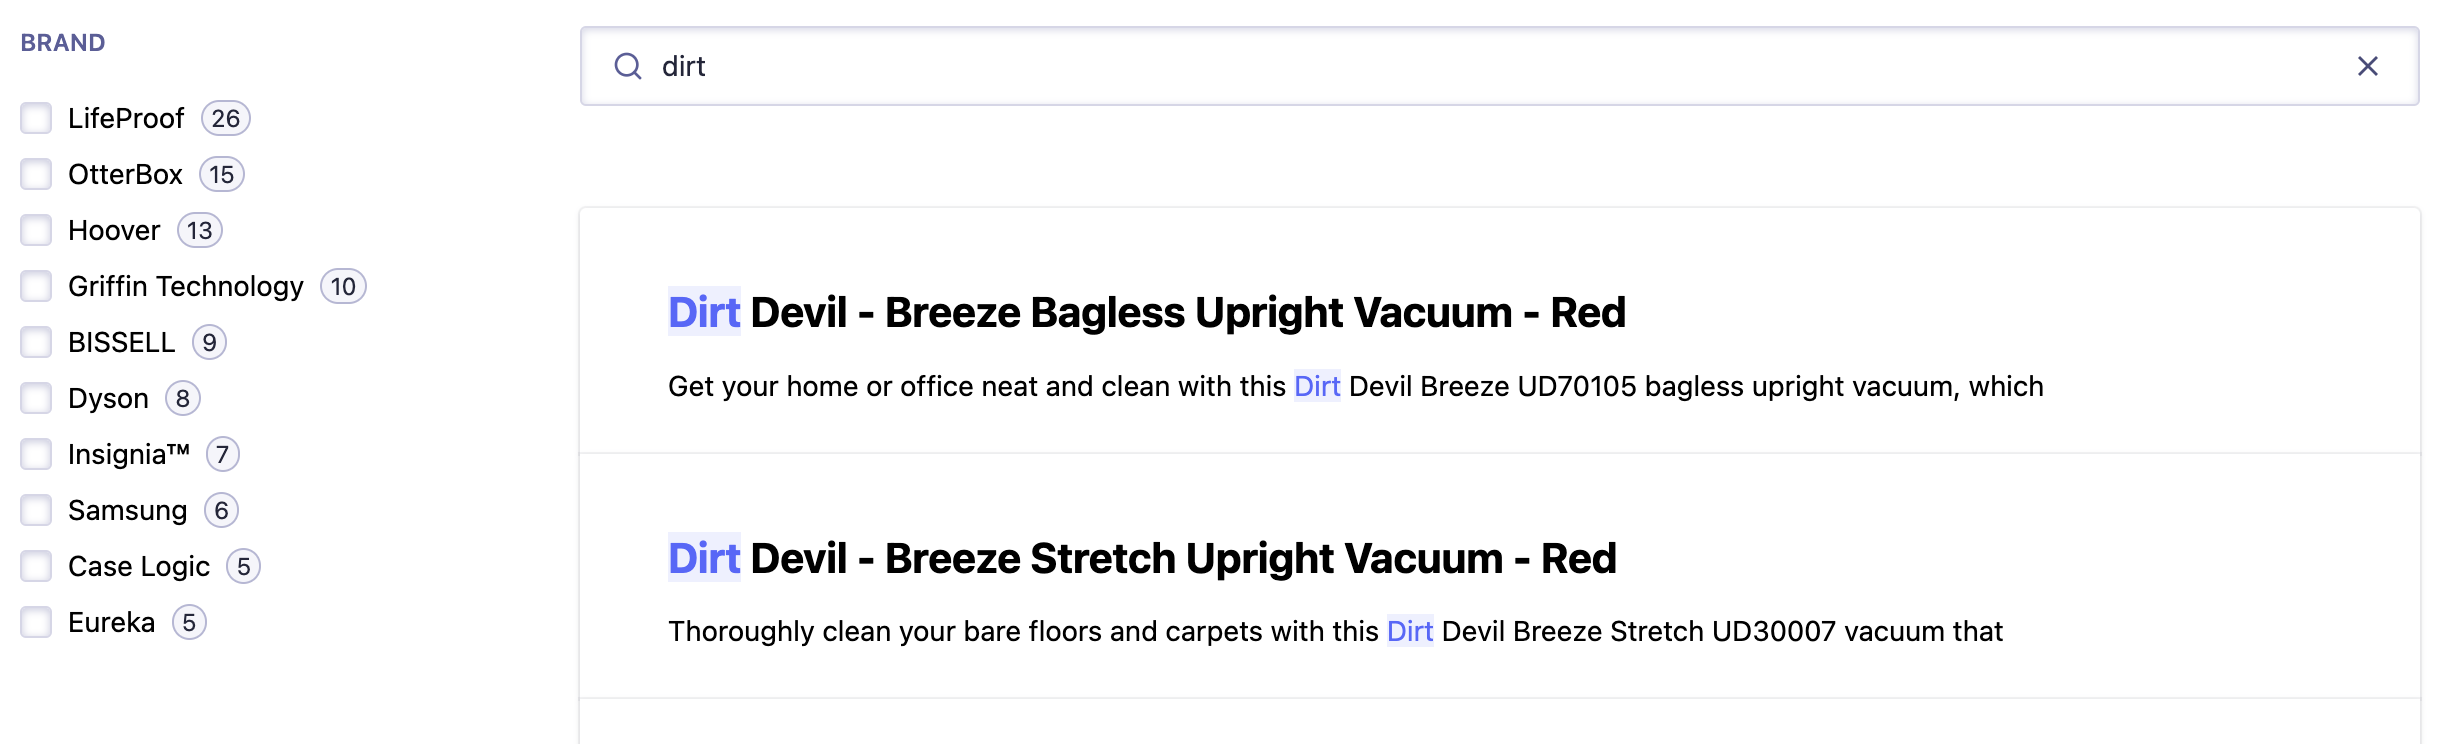 BRAND
LifeProof 26
OtterBox 15
Hoover 13
Griffin Technology 10
BISSELL 9
Dyson 8
Insignia™ 7
Samsung 6
Case Logic 5
Eureka 5
dirt
Dirt Devil - Breeze Bagless Upright Vacuum - Red
Get your home or office neat and clean with this Dirt Devil Breeze UD70105 bagless upright vacuum, which
Dirt Devil - Breeze Stretch Upright Vacuum - Red
Thoroughly clean your bare floors and carpets with this Dirt Devil Breeze Stretch UD30007 vacuum that